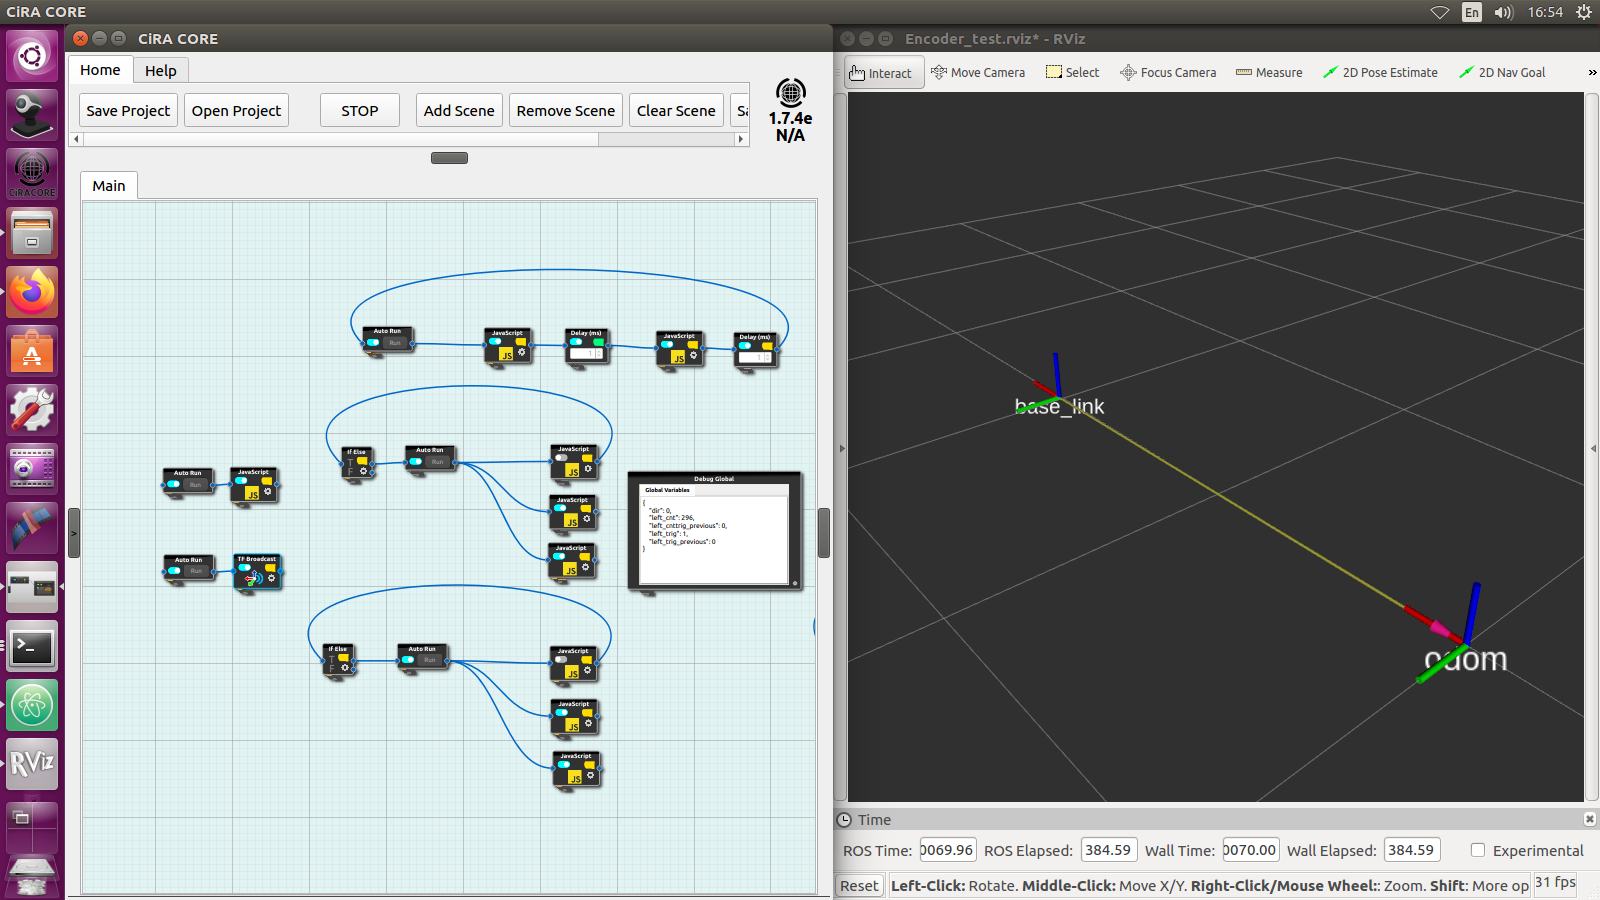 CiRA CORE
En
16:54
CiRA CORE
Home
Help
Save Project
Open Project
STOP
Add Scene
Remove Scene
Clear Scene
Sa
1.7.4e
N/A
Main
Auto Run
Run
JavaScript
JS
Delay (ms)
1
JavaScript
JS
Delay (ms)
1
If Else
T
F
Auto Run
Run
JavaScript
JS
JavaScript
JS
JavaScript
JS
Auto Run
Run
JavaScript
JS
Auto Run
Run
TF Broadcast
Debug Global
Global Variables
{
"dir": 0,
"left_cnt": 296,
"left_cnttrig_previous": 0,
"left_trig": 1,
"left_trig_previous": 0
}
If Else
T
F
Auto Run
Run
JavaScript
JS
JavaScript
JS
JavaScript
JS
CiRACORE
RViz
Encoder_test.rviz* - RViz
Interact
Move Camera
Select
Focus Camera
Measure
2D Pose Estimate
2D Nav Goal
»
base_link
odom
Time
ROS Time:
0069.96
ROS Elapsed:
384.59
Wall Time:
0070.00
Wall Elapsed:
384.59
Experimental
Reset
Left-Click: Rotate. Middle-Click: Move X/Y. Right-Click/Mouse Wheel:: Zoom. Shift: More op
31 fps